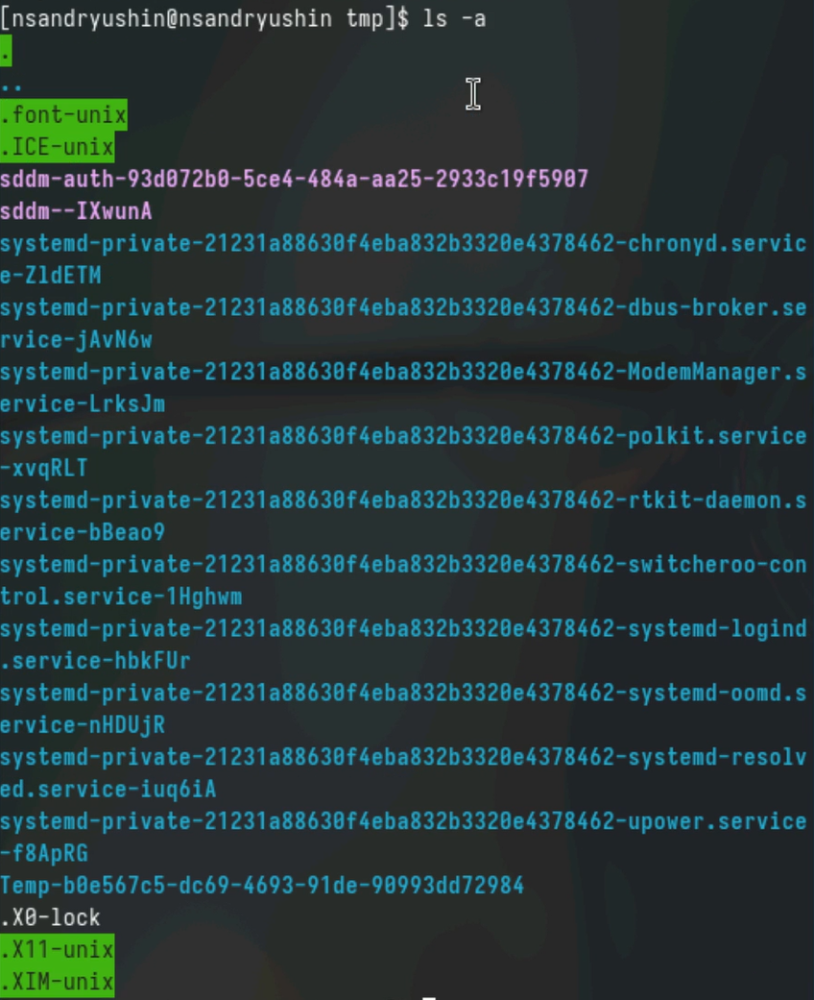 [nsandryushin@nsandryushin tmp]$ ls -a
.
..
.font-unix
.ICE-unix
sddm-auth-93d072b0-5ce4-484a-aa25-2933c19f5907
sddm--IXwunA
systemd-private-21231a88630f4eba832b3320e4378462-chronyd.servic
e-ZldETM
systemd-private-21231a88630f4eba832b3320e4378462-dbus-broker.se
rvice-jAvN6w
systemd-private-21231a88630f4eba832b3320e4378462-ModemManager.s
ervice-LrksJm
systemd-private-21231a88630f4eba832b3320e4378462-polkit.service
-xvqRLT
systemd-private-21231a88630f4eba832b3320e4378462-rtkit-daemon.s
ervice-bBeao9
systemd-private-21231a88630f4eba832b3320e4378462-switcheroo-con
trol.service-1Hghwm
systemd-private-21231a88630f4eba832b3320e4378462-systemd-logind
.service-hbkFUr
systemd-private-21231a88630f4eba832b3320e4378462-systemd-oomd.s
ervice-nHDUjR
systemd-private-21231a88630f4eba832b3320e4378462-systemd-resolv
ed.service-iuq6iA
systemd-private-21231a88630f4eba832b3320e4378462-upower.service
-f8ApRG
Temp-b0e567c5-dc69-4693-91de-90993dd72984
.X0-lock
.X11-unix
.XIM-unix